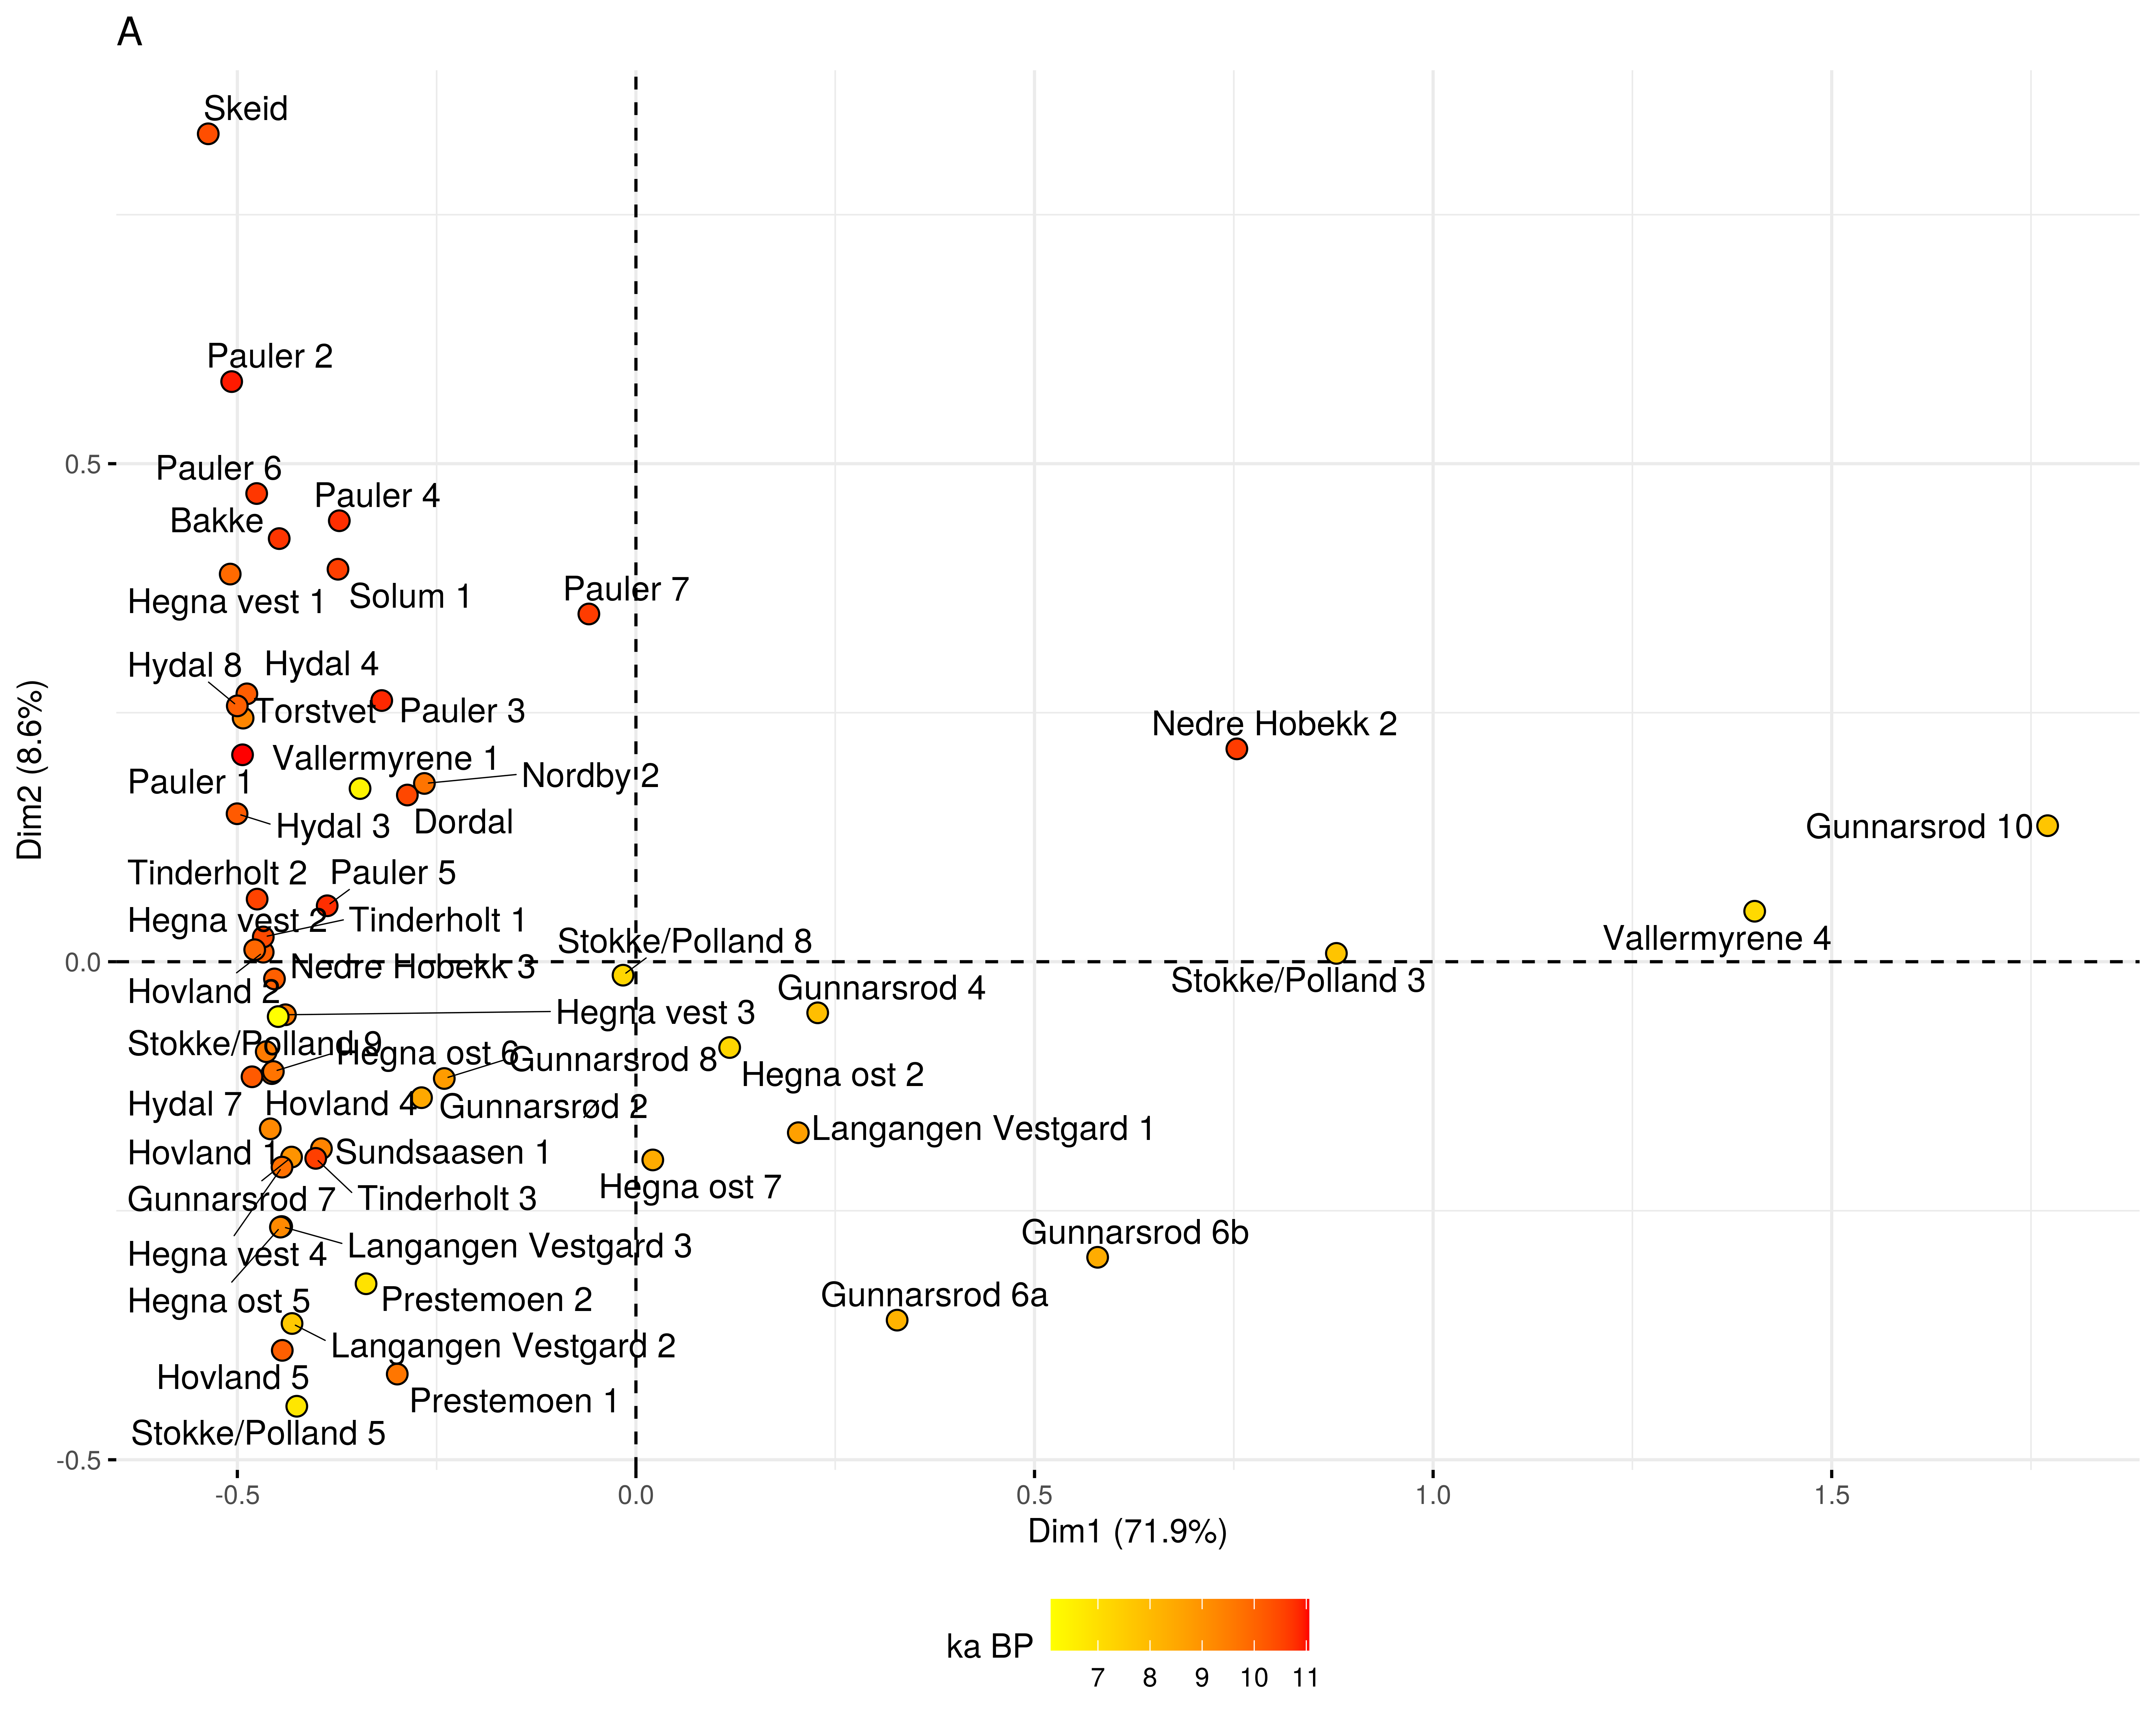 A
Skeid
Pauler 2
Pauler 6
Pauler 4
Bakke
Hegna vest 1
Solum 1
Pauler 7
Hydal 8
Hydal 4
Torstvet
Pauler 3
Nedre Hobekk 2
Vallermyrene 1
Pauler 1
Nordby 2
Hydal 3
Dordal
Gunnarsrod 10
Tinderholt 2
Pauler 5
Hegna vest 2
Tinderholt 1
Stokke/Polland 8
Vallermyrene 4
Nedre Hobekk 3
Stokke/Polland 3
Hovland 2
Gunnarsrod 4
Hegna vest 3
Stokke/Polland 9
Hegna ost 6
Gunnarsrod 8
Hegna ost 2
Hydal 7
Hovland 4
Gunnarsrød 2
Langangen Vestgard 1
Hovland 1
Sundsaasen 1
Hegna ost 7
Gunnarsrod 7
Tinderholt 3
Gunnarsrod 6b
Hegna vest 4
Langangen Vestgard 3
Hegna ost 5
Prestemoen 2
Gunnarsrod 6a
Langangen Vestgard 2
Hovland 5
Prestemoen 1
Stokke/Polland 5
0.5
0.0
-0.5
Dim2 (8.6%)
-0.5 0.0 0.5 1.0 1.5
Dim1 (71.9%)
ka BP
7 8 9 10 11